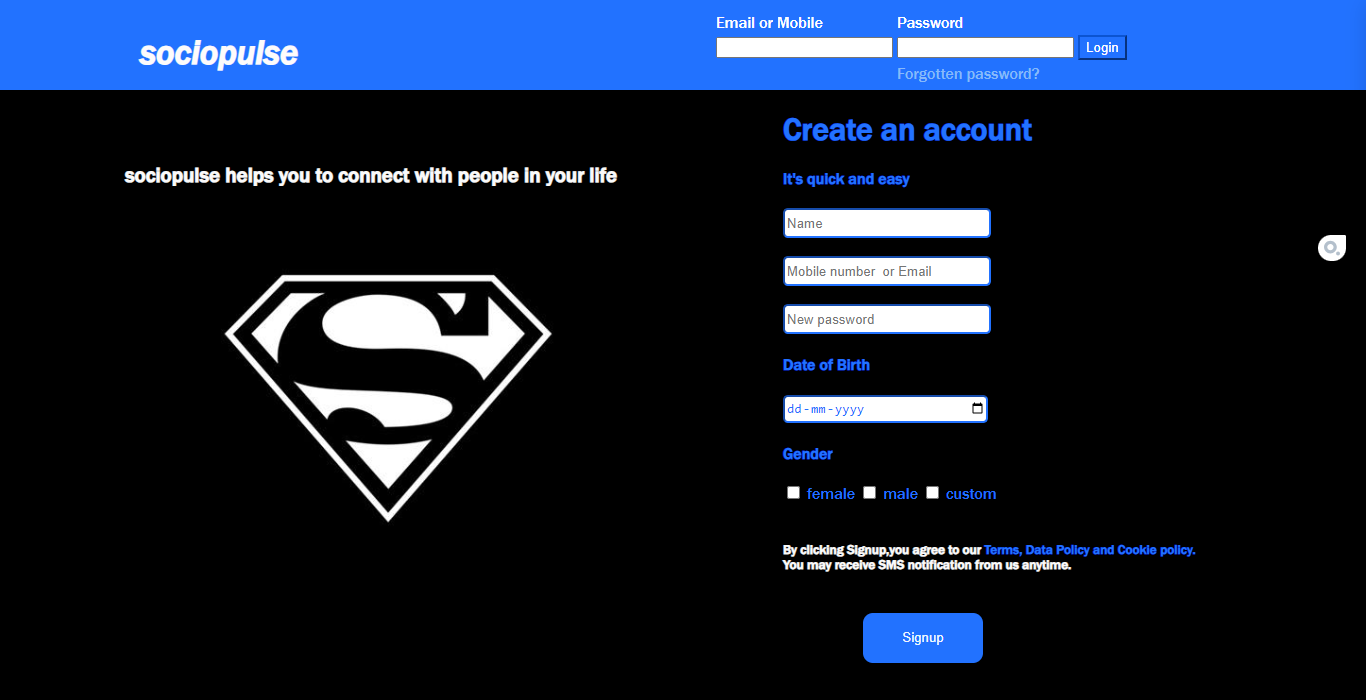 sociopulse
Email or Mobile
Password
Login
Forgotten password?
sociopulse helps you to connect with people in your life
S
Create an account
It's quick and easy
Name
Mobile number  or Email
New password
Date of Birth
dd-mm-yyyy
Gender
female male custom
By clicking Signup,you agree to our Terms, Data Policy and Cookie policy.
You may receive SMS notification from us anytime.
Signup